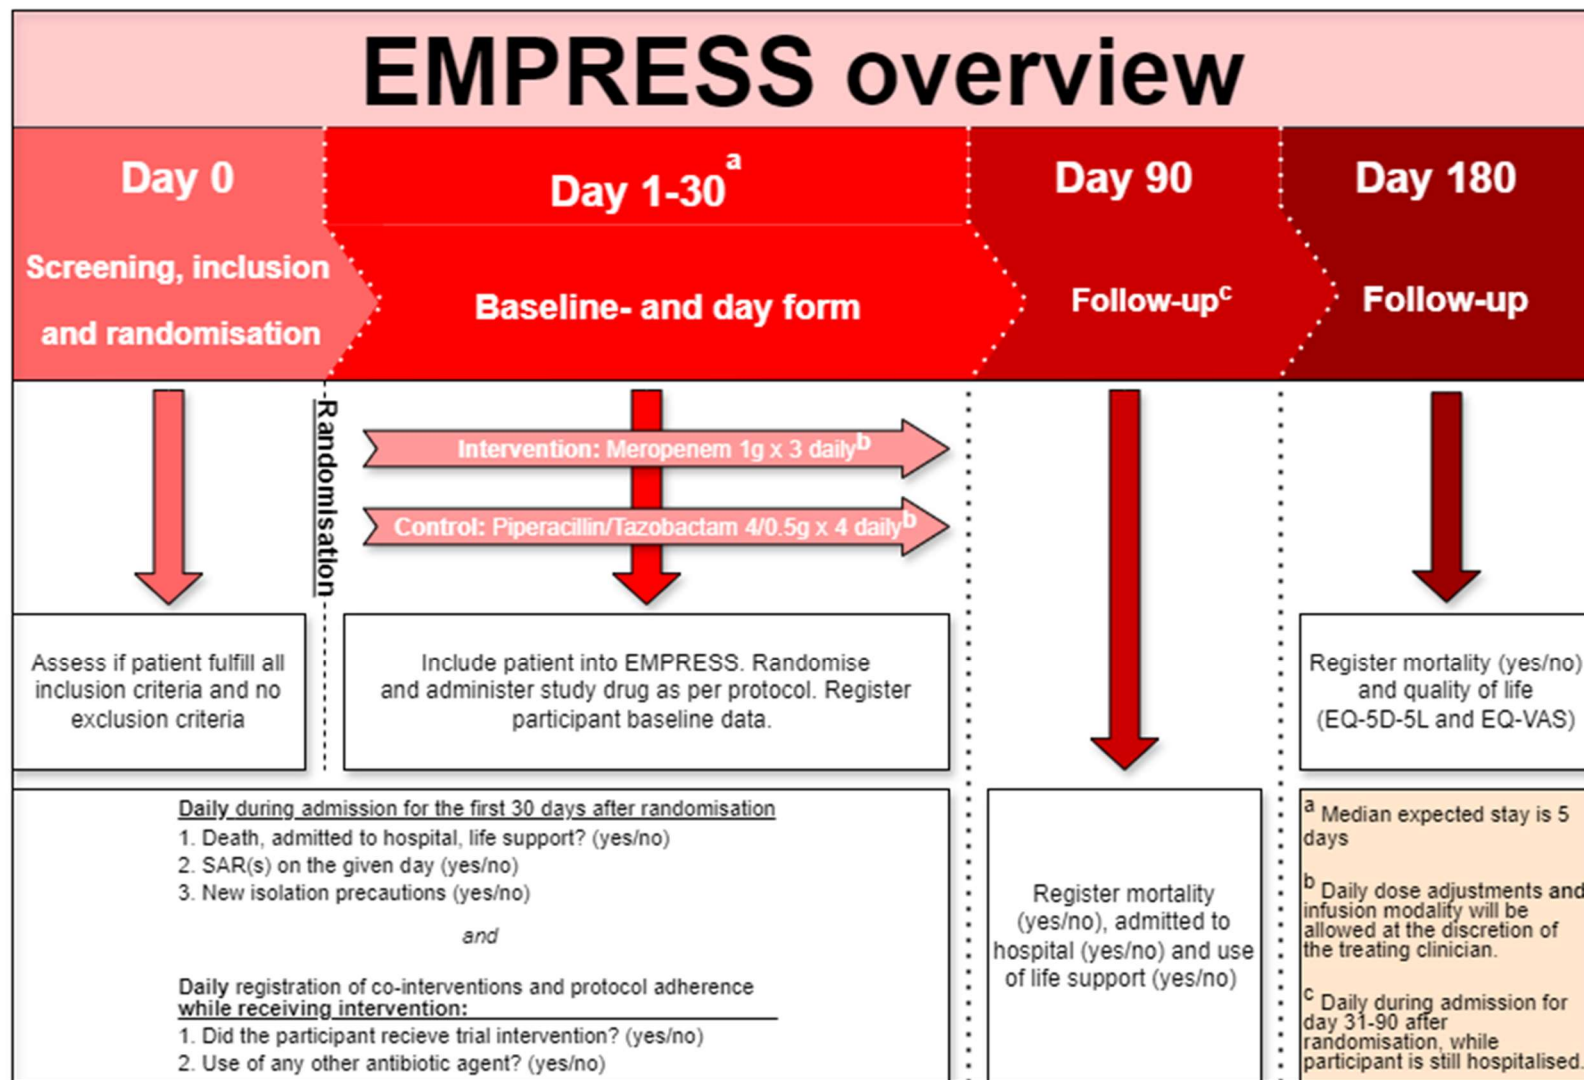 EMPRESS overview
Day 0
Screening, inclusion
and randomisation
Day 1-30a
Baseline- and day form
Day 90
Follow-upc
Day 180
Follow-up
Randomisation
Intervention: Meropenem 1g x 3 dailyb
Control: Piperacillin/Tazobactam 4/0.5g x 4 dailyb
Assess if patient fulfill all
inclusion criteria and no
exclusion criteria
Include patient into EMPRESS. Randomise
and administer study drug as per protocol. Register
participant baseline data.
Daily during admission for the first 30 days after randomisation
1. Death, admitted to hospital, life support? (yes/no)
2. SAR(s) on the given day (yes/no)
3. New isolation precautions (yes/no)
and
Daily registration of co-interventions and protocol adherence
while receiving intervention:
1. Did the participant recieve trial intervention? (yes/no)
2. Use of any other antibiotic agent? (yes/no)
Register mortality
(yes/no), admitted to
hospital (yes/no) and use
of life support (yes/no)
Register mortality (yes/no)
and quality of life
(EQ-5D-5L and EQ-VAS)
a Median expected stay is 5
days
b Daily dose adjustments and
infusion modality will be
allowed at the discretion of
the treating clinician.
c Daily during admission for
day 31-90 after
randomisation, while
participant is still hospitalised.